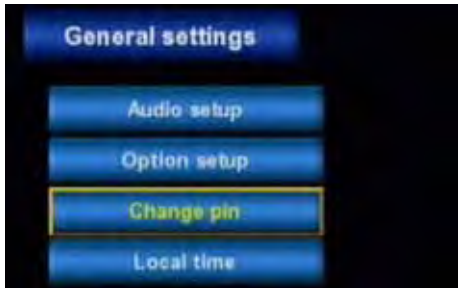 General settings
Audio setup
Option setup
Change pin
Local time